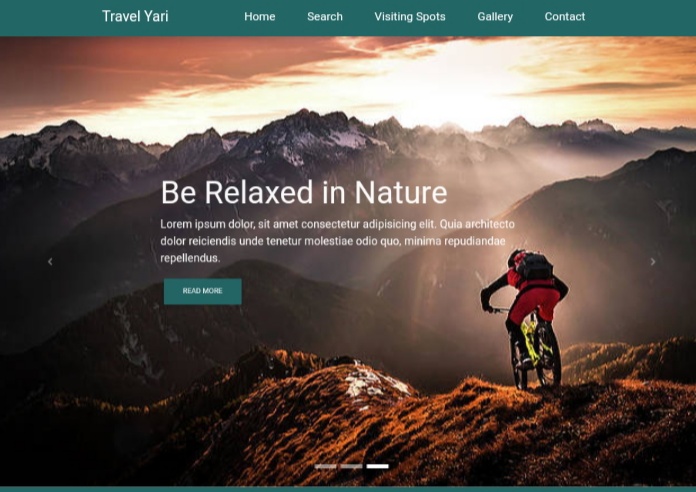 Travel Yari
Home Search Visiting Spots Gallery Contact
Be Relaxed in Nature
Lorem ipsum dolor, sit amet consectetur adipisicing elit. Quia architecto
dolor reiciendis unde tenetur molestiae odio quo, minima repudiandae
repellendus.
READ MORE